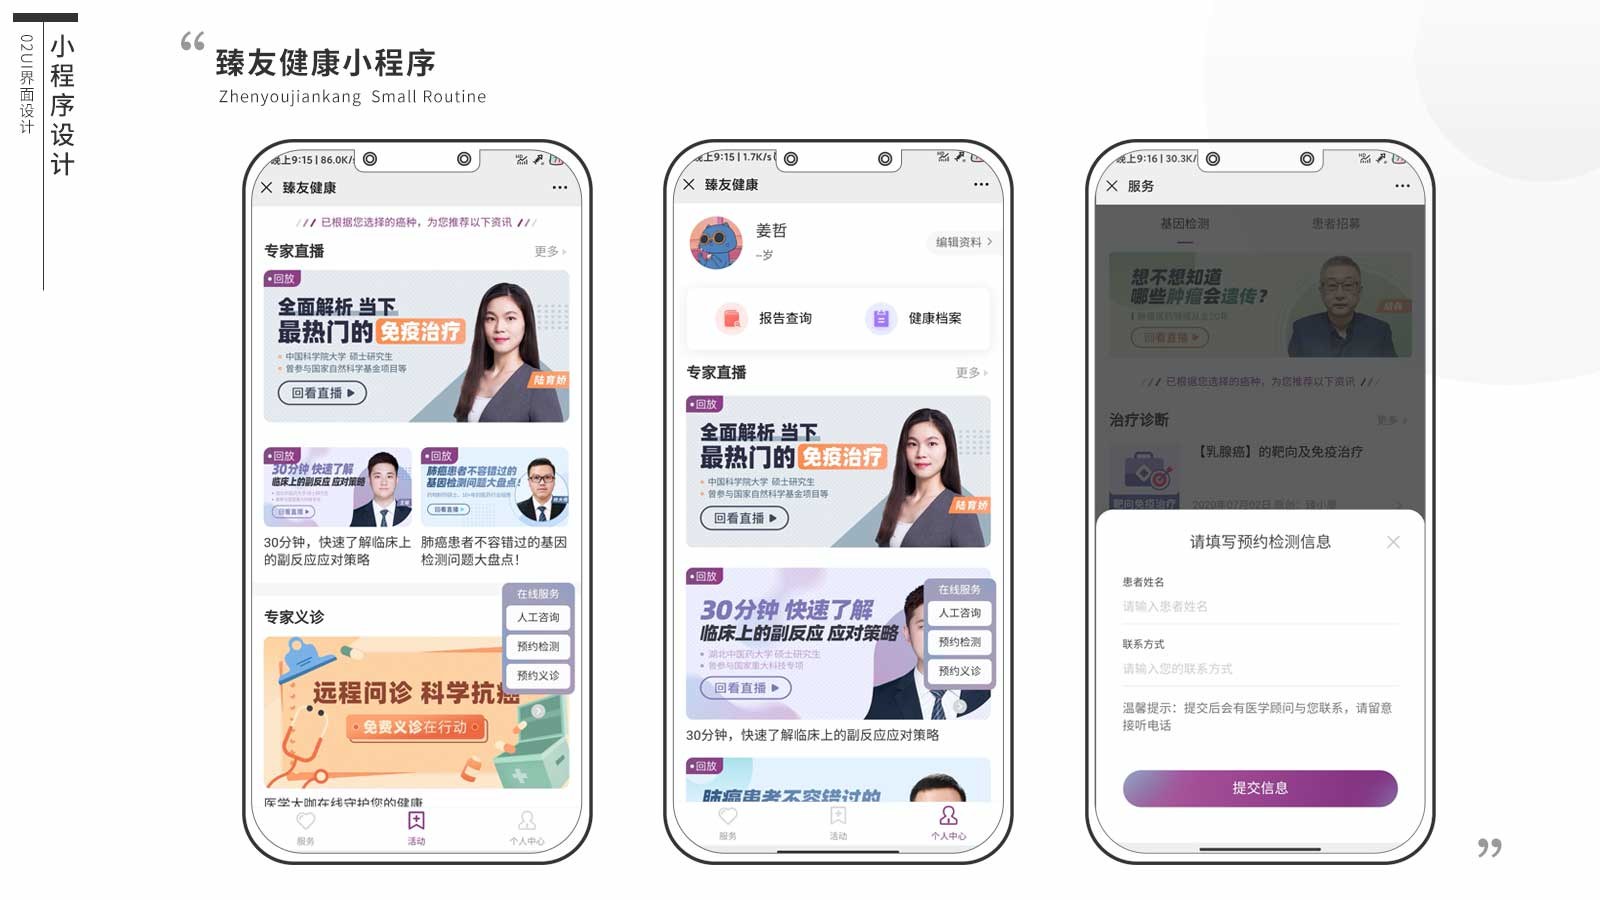 小程序设计
02UI界面设计
“
臻友健康小程序
Zhenyoujiankang Small Routine
晚上9:15 | 86.0K/s
臻友健康
已根据您选择的癌种，为您推荐以下资讯
专家直播
更多
回放
全面解析 当下
最热门的 免疫治疗
中国科学院大学 硕士研究生
曾参与国家自然科学基金项目等
陆育娇
回看直播
回放
30分钟 快速了解
临床上的副反应 应对策略
回看直播
30分钟，快速了解临床上
的副反应应对策略
回放
肺癌患者不容错过的
基因检测问题大盘点！
回看直播
肺癌患者不容错过的基因
检测问题大盘点！
专家义诊
在线服务
人工咨询
预约检测
预约义诊
远程问诊 科学抗癌
免费义诊在行动
医学大咖在线守护您的健康
服务
活动
个人中心
晚上9:15 | 1.7K/s
臻友健康
姜哲
-岁
编辑资料
报告查询
健康档案
专家直播
更多
回放
全面解析 当下
最热门的 免疫治疗
中国科学院大学 硕士研究生
曾参与国家自然科学基金项目等
陆育娇
回看直播
回放
30分钟 快速了解
临床上的副反应 应对策略
湖北中医药大学 硕士研究生
曾参与国家重大科技专项
回看直播
在线服务
人工咨询
预约检测
预约义诊
30分钟，快速了解临床上的副反应应对策略
回放
肺癌患者不容错过的
服务
活动
个人中心
晚上9:16 | 30.3K/
服务
基因检测
患者招募
想不想知道
哪些肿瘤会遗传？
肿瘤医药领域从业20年
回看直播
已根据您选择的癌种，为您推荐以下资讯
治疗诊断
更多
【乳腺癌】的靶向及免疫治疗
靶向免疫治疗
2020年07月02日 原创：臻小曼
请填写预约检测信息
患者姓名
请输入患者姓名
联系方式
请输入您的联系方式
温馨提示：提交后会有医学顾问与您联系，请留意
接听电话
提交信息
”